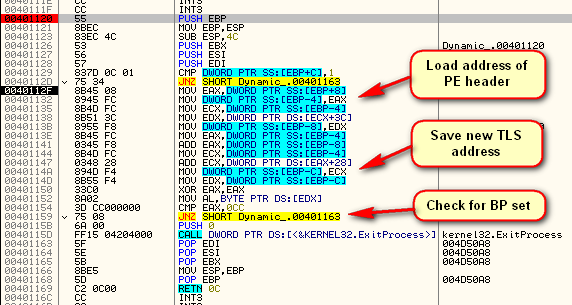 0040111E CC INT3
0040111F CC INT3
00401120 55 PUSH EBP
00401121 8BEC MOV EBP,ESP
00401123 83EC 4C SUB ESP,4C
00401126 53 PUSH EBX Dynamic_.00401120
00401127 56 PUSH ESI
00401128 57 PUSH EDI
00401129 837D 0C 01 CMP DWORD PTR SS:[EBP+C],1
0040112D 75 34 JNZ SHORT Dynamic_.00401163
0040112F 8B45 08 MOV EAX,DWORD PTR SS:[EBP+8]
00401132 8945 FC MOV DWORD PTR SS:[EBP-4],EAX
00401135 8B4D FC MOV ECX,DWORD PTR SS:[EBP-4]
00401138 8B51 3C MOV EDX,DWORD PTR DS:[ECX+3C]
0040113B 8955 F8 MOV DWORD PTR SS:[EBP-8],EDX
0040113E 8B45 F8 MOV EAX,DWORD PTR SS:[EBP-8]
00401141 0345 FC ADD EAX,DWORD PTR SS:[EBP-4]
00401144 8B4D FC MOV ECX,DWORD PTR SS:[EBP-4]
00401147 0348 28 ADD ECX,DWORD PTR DS:[EAX+28]
0040114A 894D F4 MOV DWORD PTR SS:[EBP-C],ECX
0040114D 8B55 F4 MOV EDX,DWORD PTR SS:[EBP-C]
00401150 33C0 XOR EAX,EAX
00401152 8A02 MOV AL,BYTE PTR DS:[EDX]
00401154 3D CC000000 CMP EAX,0CC
00401159 75 08 JNZ SHORT Dynamic_.00401163
0040115B 6A 00 PUSH 0
0040115D FF15 04204000 CALL DWORD PTR DS:[<&KERNEL32.ExitProcess>] kernel32.ExitProcess
00401163 5F POP EDI 004D50A8
00401164 5E POP ESI 004D50A8
00401165 5B POP EBX 004D50A8
00401166 8BE5 MOV ESP,EBP
00401168 5D POP EBP 004D50A8
00401169 C2 0C00 RETN 0C
CC INT3
Load address of
PE header
Save new TLS
address
Check for BP set